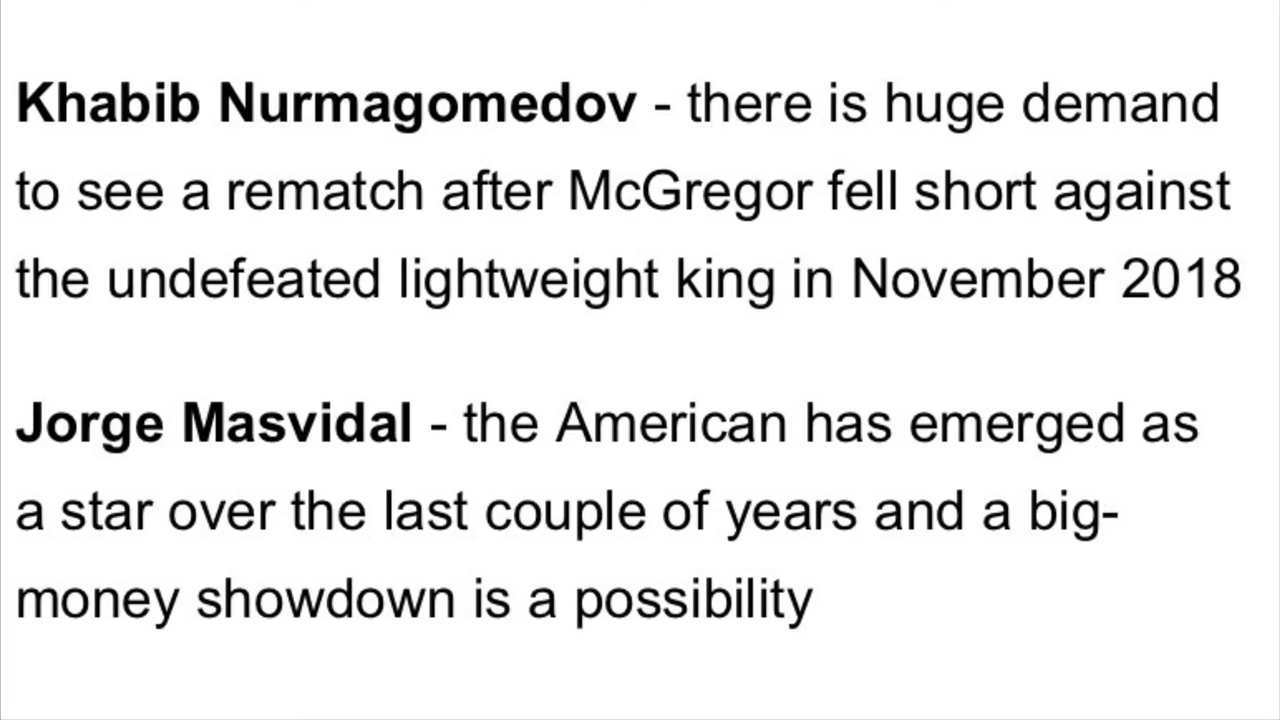 Khabib Nurmagomedov - there is huge demand
to see a rematch after McGregor fell short against
the undefeated lightweight king in November 2018
Jorge Masvidal - the American has emerged as
a star over the last couple of years and a big-
money showdown is a possibility